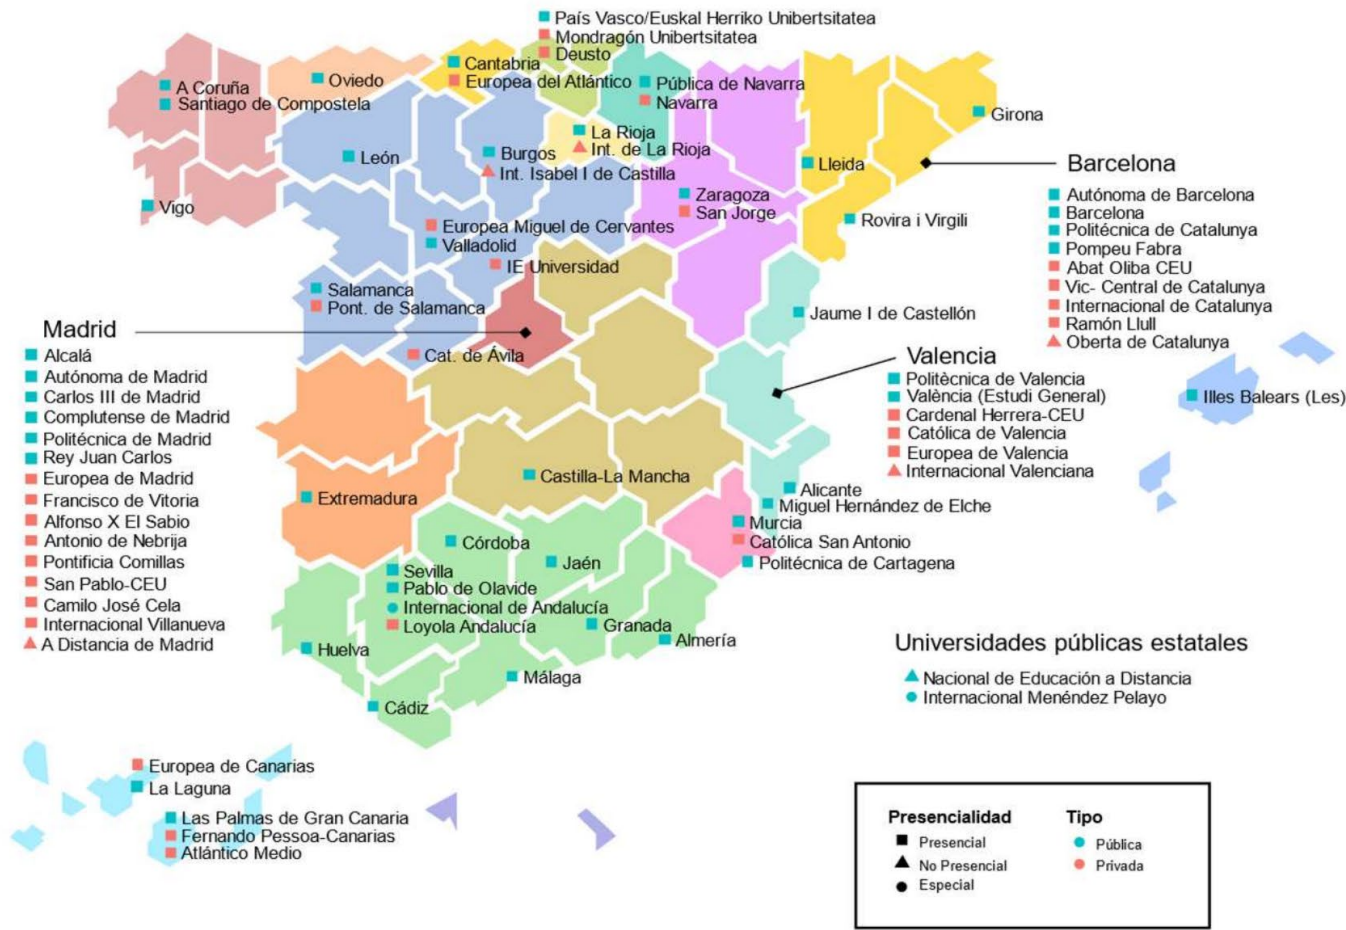 País Vasco/Euskal Herriko Unibertsitatea
Mondragón Unibertsitatea
Deusto
Cantabria
Europea del Atlántico
A Coruña
Santiago de Compostela
Oviedo
Pública de Navarra
Navarra
Girona
La Rioja
Int. de La Rioja
León
Burgos
Int. Isabel I de Castilla
Lleida
Vigo
Zaragoza
San Jorge
Rovira i Virgili
Europea Miguel de Cervantes
Valladolid
IE Universidad
Salamanca
Pont. de Salamanca
Cat. de Ávila
Jaume I de Castellón
Barcelona
Autónoma de Barcelona
Barcelona
Politécnica de Catalunya
Pompeu Fabra
Abat Oliba CEU
Vic- Central de Catalunya
Internacional de Catalunya
Ramón Llull
Oberta de Catalunya
Madrid
Alcalá
Autónoma de Madrid
Carlos III de Madrid
Complutense de Madrid
Politécnica de Madrid
Rey Juan Carlos
Europea de Madrid
Francisco de Vitoria
Alfonso X El Sabio
Antonio de Nebrija
Pontificia Comillas
San Pablo-CEU
Camilo José Cela
Internacional Villanueva
A Distancia de Madrid
Valencia
Politècnica de Valencia
València (Estudi General)
Cardenal Herrera-CEU
Católica de Valencia
Europea de Valencia
Internacional Valenciana
Illes Balears (Les)
Extremadura
Castilla-La Mancha
Alicante
Miguel Hernández de Elche
Murcia
Católica San Antonio
Politécnica de Cartagena
Córdoba
Jaén
Sevilla
Pablo de Olavide
Internacional de Andalucía
Loyola Andalucía
Granada
Almería
Huelva
Málaga
Cádiz
Universidades públicas estatales
Nacional de Educación a Distancia
Internacional Menéndez Pelayo
Europea de Canarias
La Laguna
Las Palmas de Gran Canaria
Fernando Pessoa-Canarias
Atlántico Medio
Presencialidad
Presencial
No Presencial
Especial
Tipo
Pública
Privada